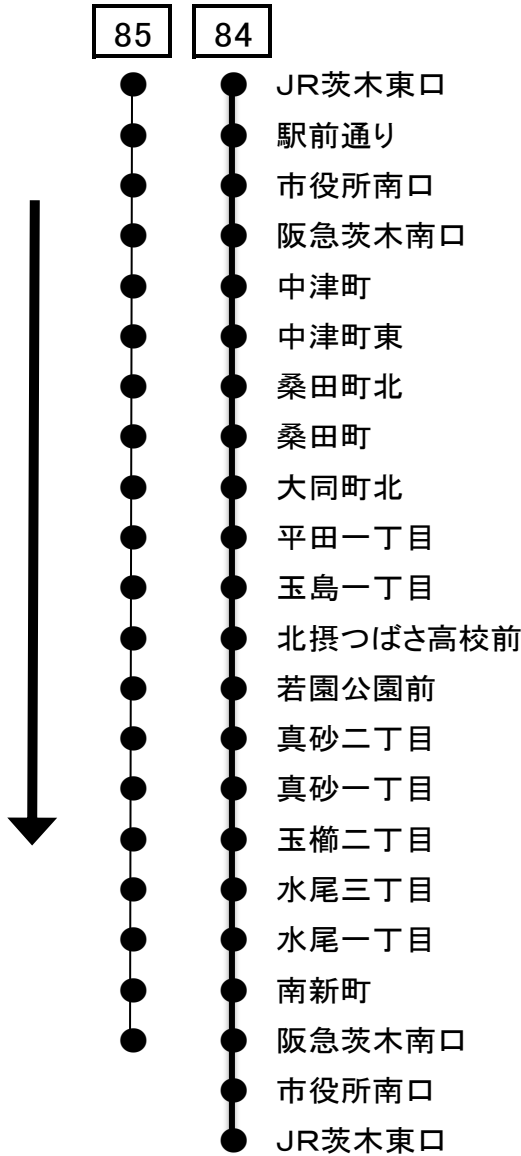 85 84
JR茨木東口
駅前通り
市役所南口
阪急茨木南口
中津町
中津町東
桑田町北
桑田町
大同町北
平田一丁目
玉島一丁目
北摂つばさ高校前
若園公園前
真砂二丁目
真砂一丁目
玉櫛二丁目
水尾三丁目
水尾一丁目
南新町
阪急茨木南口
市役所南口
JR茨木東口